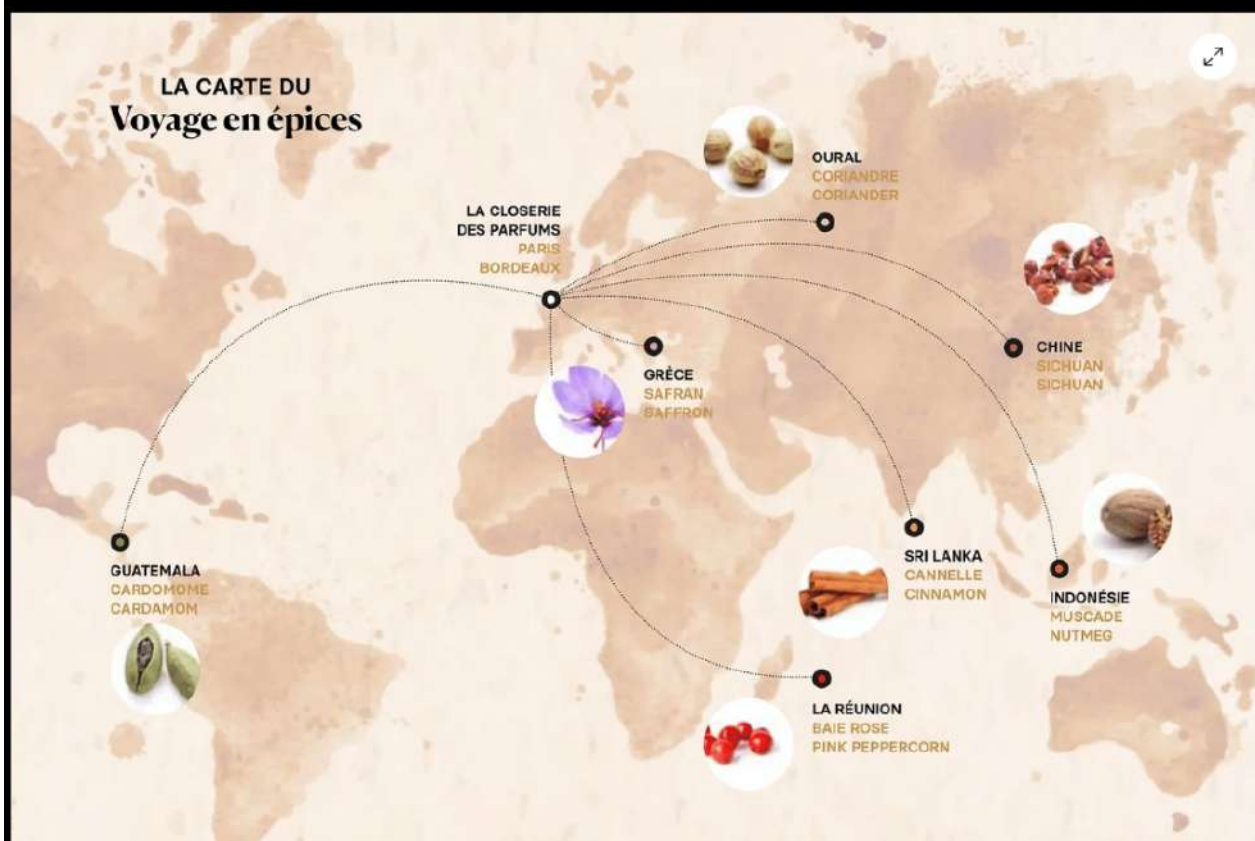 LA CARTE DU
Voyage en épices
OURAL
CORIANDRE
CORIANDER
LA CLOSERIE
DES PARFUMS
PARIS
BORDEAUX
CHINE
SICHUAN
SICHUAN
GRÈCE
SAFRAN
SAFFRON
GUATEMALA
CARDOMOME
CARDAMOM
SRI LANKA
CANNELLE
CINNAMON
INDONÉSIE
MUSCADE
NUTMEG
LA RÉUNION
BAIE ROSE
PINK PEPPERCORN